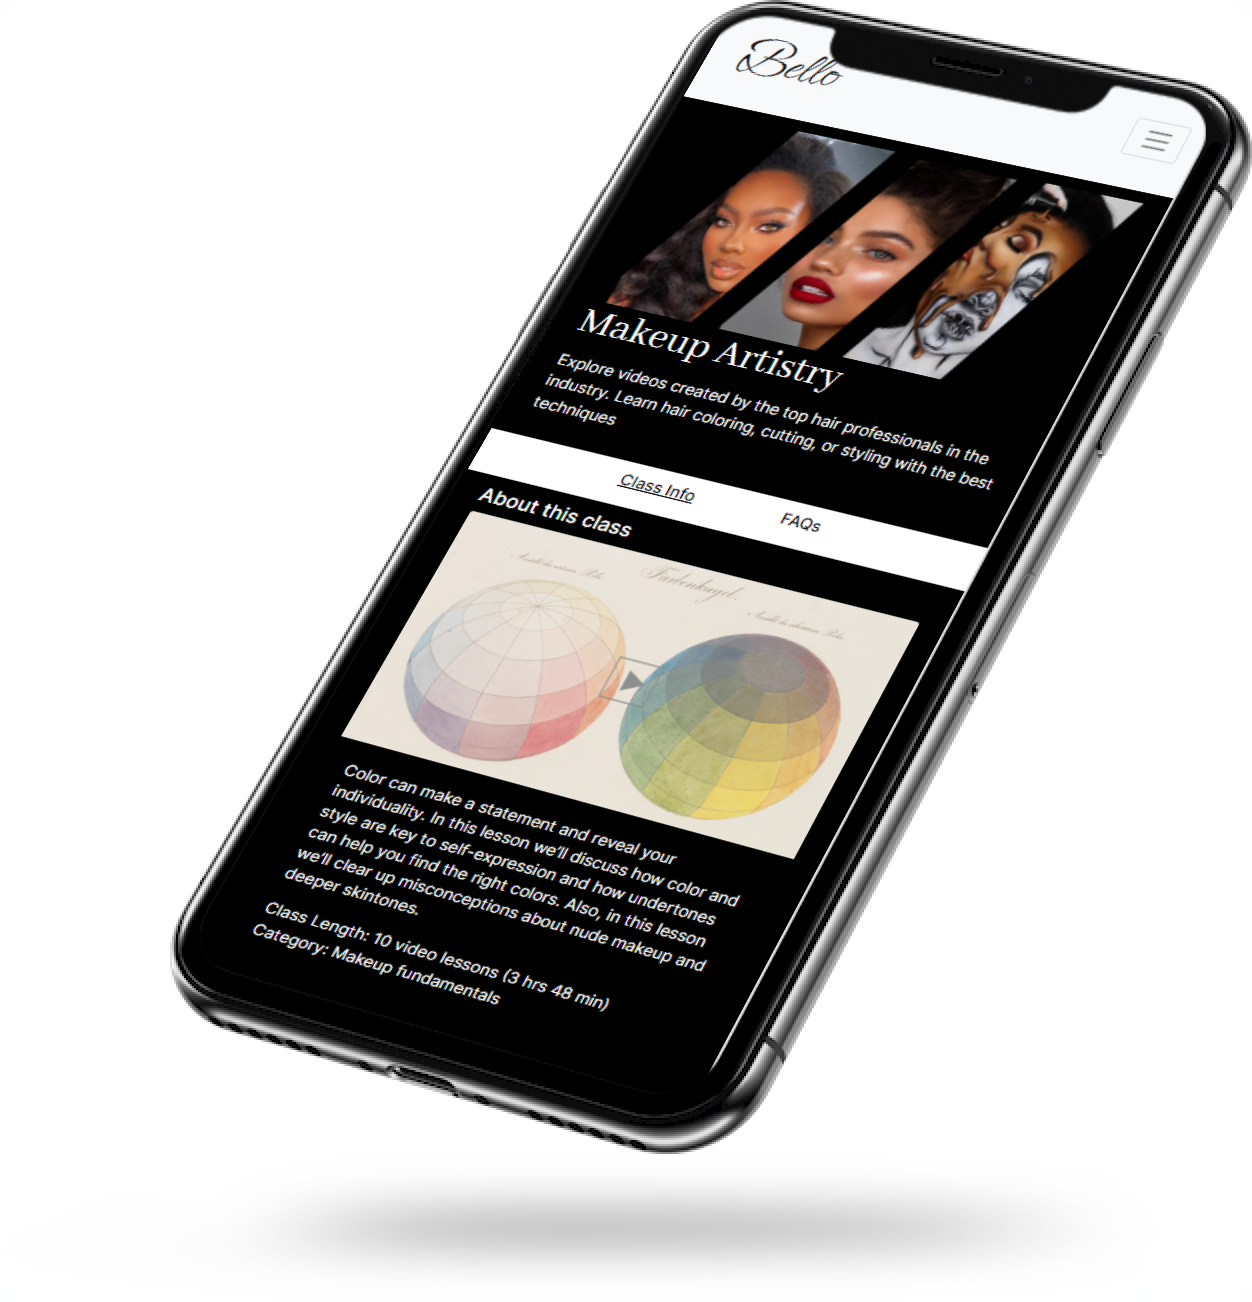 Bello
Makeup Artistry
Explore videos created by the top hair professionals in the
industry. Learn hair coloring, cutting, or styling with the best
techniques
Class Info
FAQs
About this class
Farbenkugel.
Color can make a statement and reveal your
individuality. In this lesson we'll discuss how color and
style are key to self-expression and how undertones
can help you find the right colors. Also, in this lesson
we'll clear up misconceptions about nude makeup and
deeper skintones.
Class Length: 10 video lessons (3 hrs 48 min)
Category: Makeup fundamentals